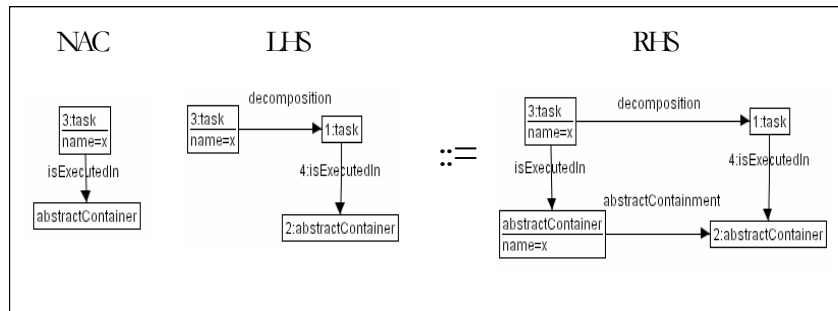 NAC
LHS
RHS
3:task
name=x
isExecutedIn
abstractContainer
decomposition
3:task
name=x
1:task
4:isExecutedIn
2:abstractContainer
::=
3:task
name=x
decomposition
1:task
isExecutedIn
4:isExecutedIn
abstractContainment
abstractContainer
name=x
2:abstractContainer